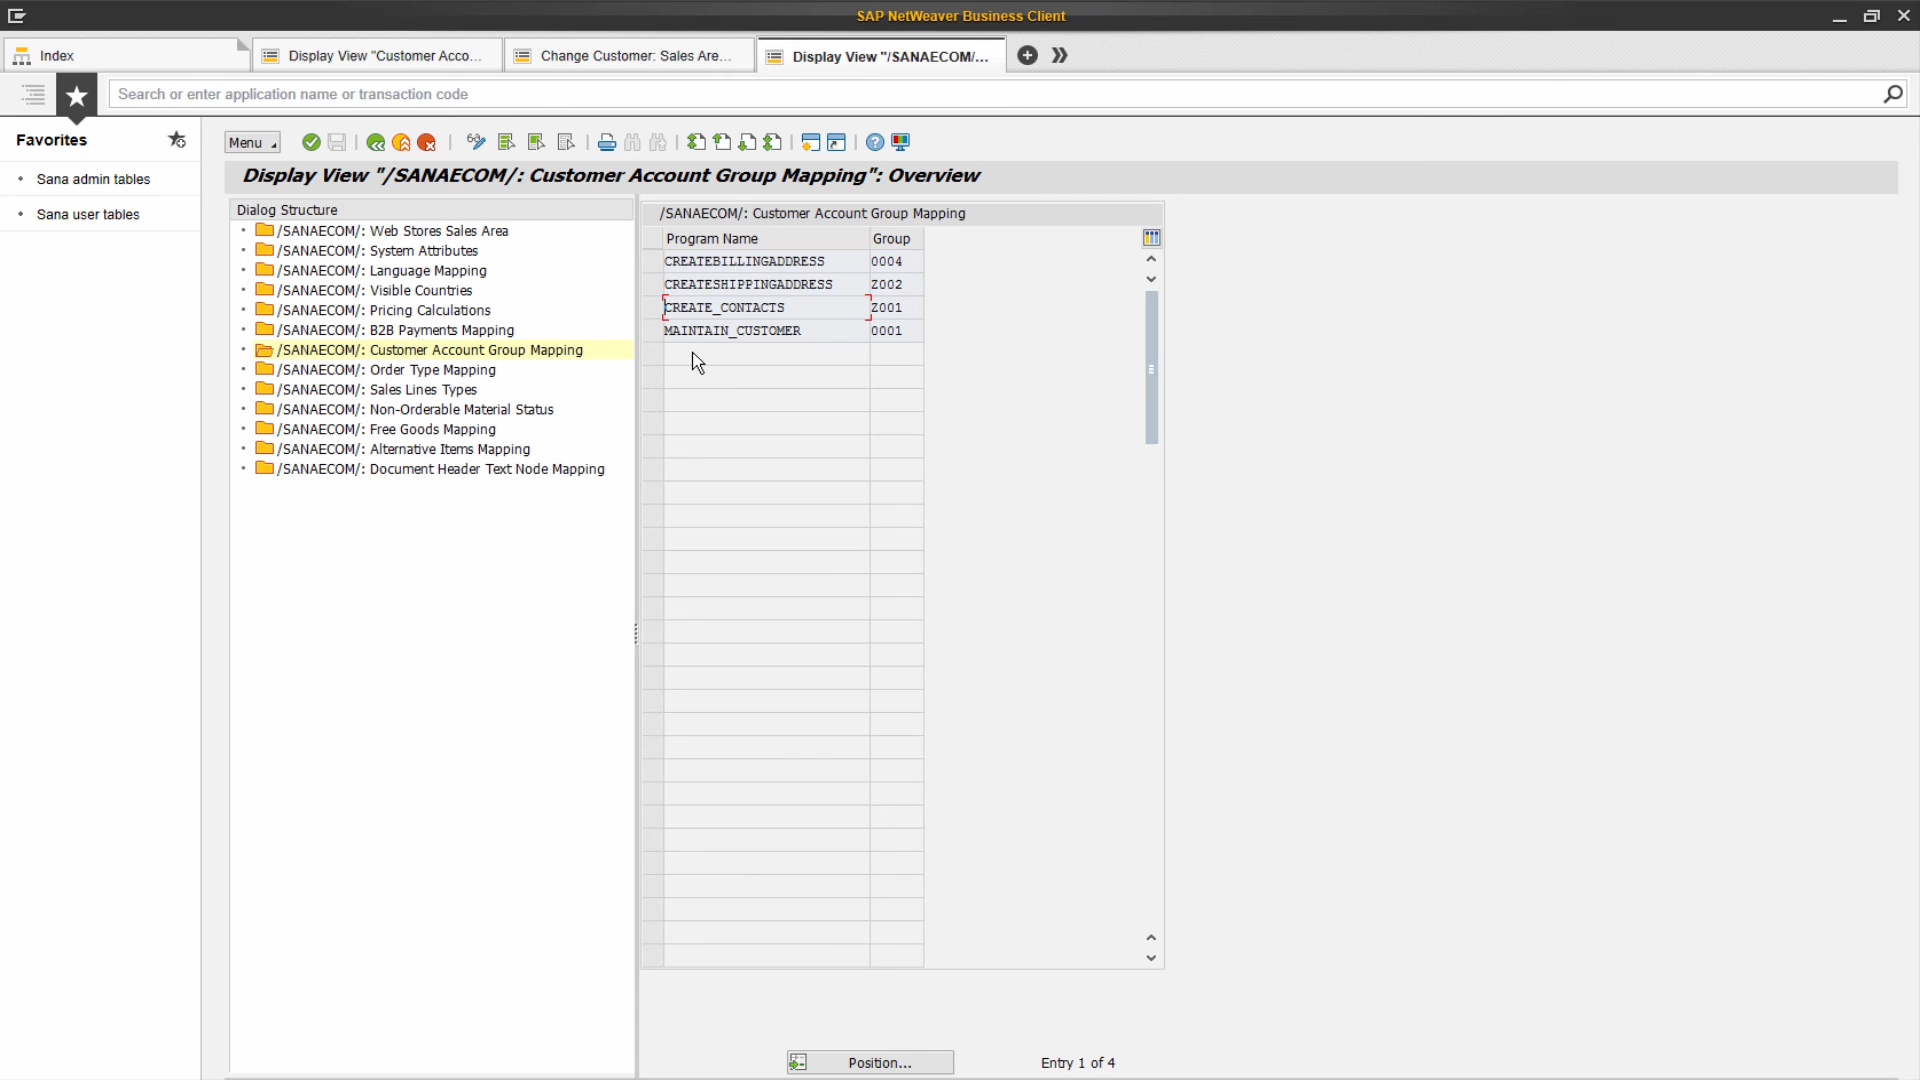 SAP NetWeaver Business Client
Index
Display View "Customer Acco...
Change Customer: Sales Are...
Display View "/SANAECOM/...
Search or enter application name or transaction code
Favorites
Sana admin tables
Sana user tables
Menu
Display View "/SANAECOM/: Customer Account Group Mapping": Overview
Dialog Structure
/SANAECOM/: Web Stores Sales Area
/SANAECOM/: System Attributes
/SANAECOM/: Language Mapping
/SANAECOM/: Visible Countries
/SANAECOM/: Pricing Calculations
/SANAECOM/: B2B Payments Mapping
/SANAECOM/: Customer Account Group Mapping
/SANAECOM/: Order Type Mapping
/SANAECOM/: Sales Lines Types
/SANAECOM/: Non-Orderable Material Status
/SANAECOM/: Free Goods Mapping
/SANAECOM/: Alternative Items Mapping
/SANAECOM/: Document Header Text Node Mapping
/SANAECOM/: Customer Account Group Mapping
Program Name Group
CREATEBILLINGADDRESS 0004
CREATESHIPPINGADDRESS Z002
CREATE_CONTACTS Z001
MAINTAIN_CUSTOMER 0001
Position...
Entry 1 of 4